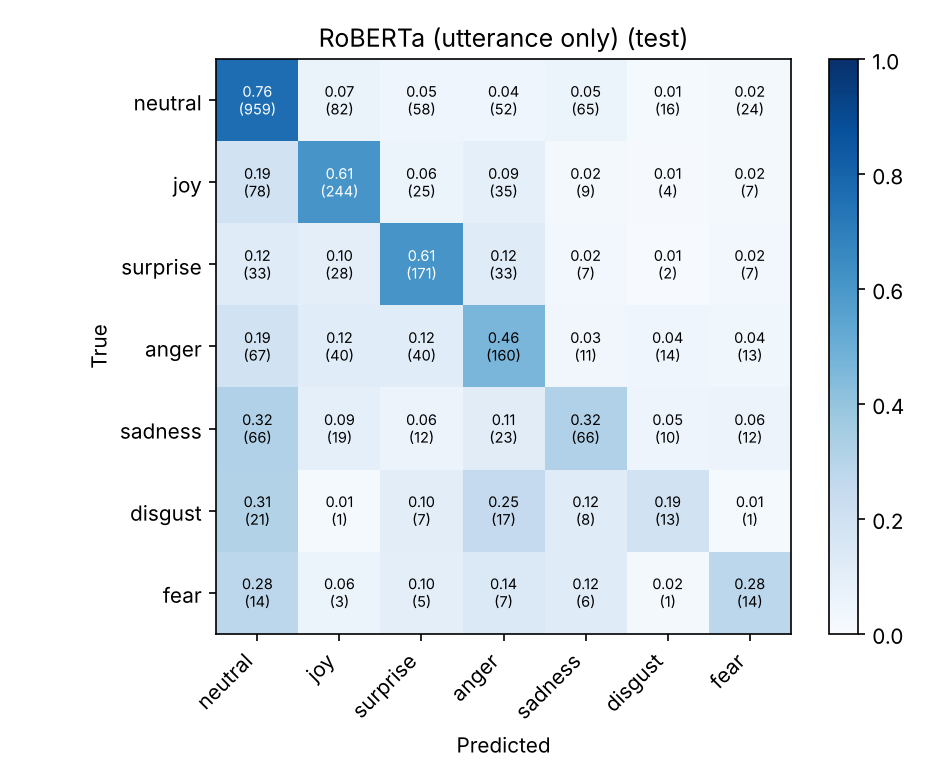 RoBERTa (utterance only) (test)
neutral 0.76 0.07 0.05 0.04 0.05 0.01 0.02
(959) (82) (58) (52) (65) (16) (24)
joy 0.19 0.61 0.06 0.09 0.02 0.01 0.02
(78) (244) (25) (35) (9) (4) (7)
surprise 0.12 0.10 0.61 0.12 0.02 0.01 0.02
(33) (28) (171) (33) (7) (2) (7)
anger 0.19 0.12 0.12 0.46 0.03 0.04 0.04
(67) (40) (40) (160) (11) (14) (13)
sadness 0.32 0.09 0.06 0.11 0.32 0.05 0.06
(66) (19) (12) (23) (66) (10) (12)
disgust 0.31 0.01 0.10 0.25 0.12 0.19 0.01
(21) (1) (7) (17) (8) (13) (1)
fear 0.28 0.06 0.10 0.14 0.12 0.02 0.28
(14) (3) (5) (7) (6) (1) (14)
True
neutral joy surprise anger sadness disgust fear
Predicted
1.0
0.8
0.6
0.4
0.2
0.0